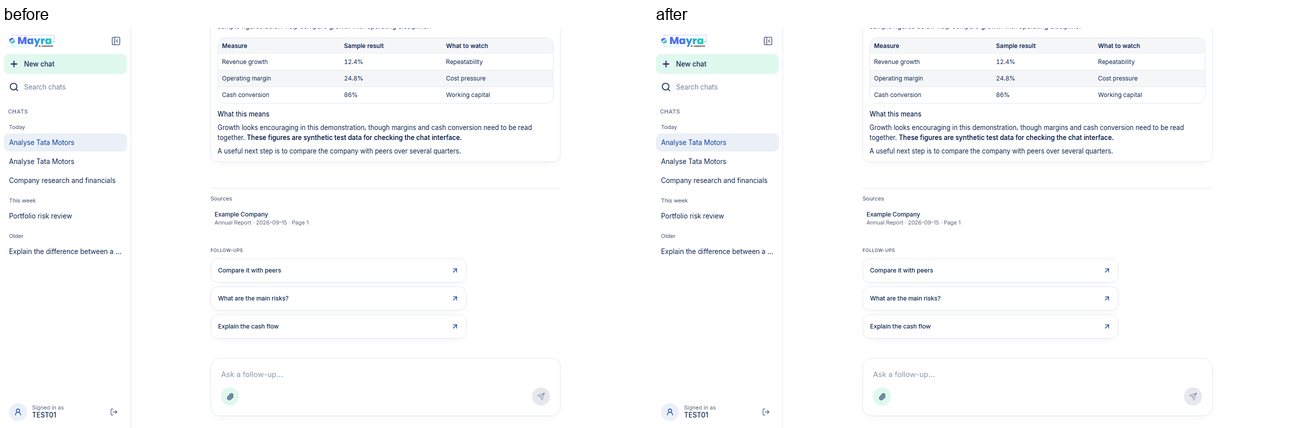 before
Mayra
New chat
Search chats
CHATS
Today
Analyse Tata Motors
Analyse Tata Motors
Company research and financials
This week
Portfolio risk review
Older
Explain the difference between a ...
Signed in as
TEST01
Measure Sample result What to watch
Revenue growth 12.4% Repeatability
Operating margin 24.8% Cost pressure
Cash conversion 86% Working capital
What this means
Growth looks encouraging in this demonstration, though margins and cash conversion need to be read
together. These figures are synthetic test data for checking the chat interface.
A useful next step is to compare the company with peers over several quarters.
Sources
Example Company
Annual Report · 2026-09-15 · Page 1
FOLLOW-UPS
Compare it with peers
What are the main risks?
Explain the cash flow
Ask a follow-up...
after
Mayra
New chat
Search chats
CHATS
Today
Analyse Tata Motors
Analyse Tata Motors
Company research and financials
This week
Portfolio risk review
Older
Explain the difference between a ...
Signed in as
TEST01
Measure Sample result What to watch
Revenue growth 12.4% Repeatability
Operating margin 24.8% Cost pressure
Cash conversion 86% Working capital
What this means
Growth looks encouraging in this demonstration, though margins and cash conversion need to be read
together. These figures are synthetic test data for checking the chat interface.
A useful next step is to compare the company with peers over several quarters.
Sources
Example Company
Annual Report · 2026-09-15 · Page 1
FOLLOW-UPS
Compare it with peers
What are the main risks?
Explain the cash flow
Ask a follow-up...